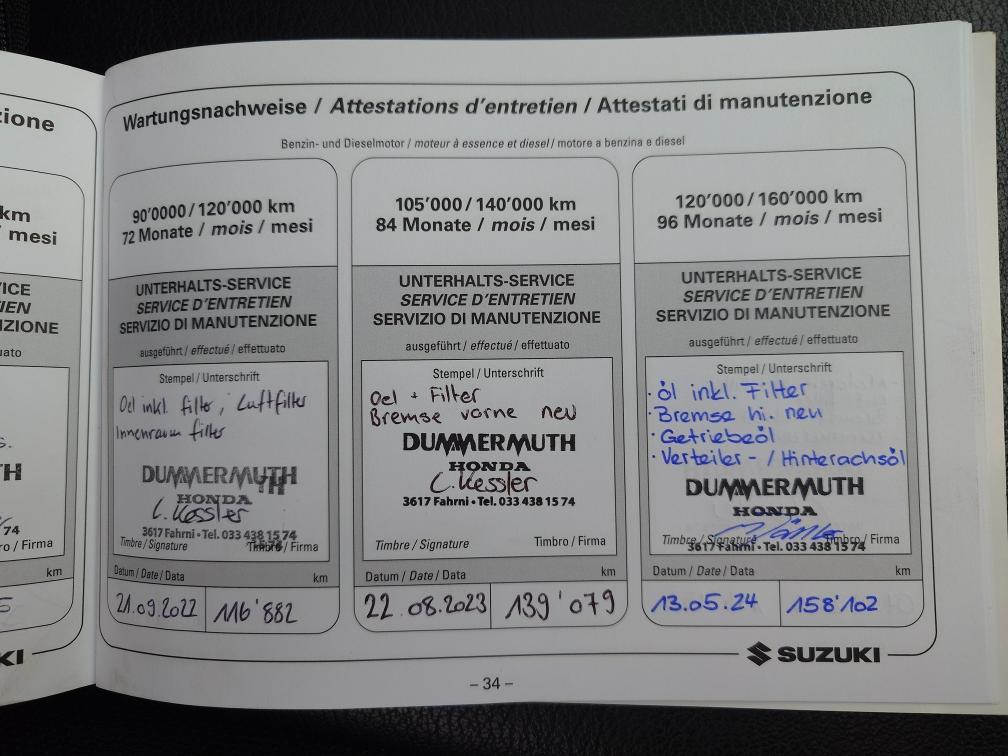 zione
km
/ mesi
ICE
IEN
IZIONE
uato
s.
TH
/74
bro / Firma
km
5
KI
Wartungsnachweise / Attestations d'entretien / Attestati di manutenzione
Benzin- und Dieselmotor / moteur à essence et diesel / motore a benzina e diesel
90'0000 / 120'000 km
72 Monate / mois / mesi
UNTERHALTS-SERVICE
SERVICE D'ENTRETIEN
SERVIZIO DI MANUTENZIONE
ausgeführt / effectué / effettuato
Stempel / Unterschrift
Oel inkl. filter, Luftfilter
Innenraum filter
DUMMERMUTH
HONDA
C. Kessler
3617 Fahrni • Tel. 033 438 15 74
Timbre / Signature Timbro / Firma
Datum / Date / Data km
21.09.2022 116'882
105'000 / 140'000 km
84 Monate / mois / mesi
UNTERHALTS-SERVICE
SERVICE D'ENTRETIEN
SERVIZIO DI MANUTENZIONE
ausgeführt / effectué / effettuato
Stempel / Unterschrift
Oel + Filter
Bremse vorne neu
DUMMERMUTH
HONDA
C. Kessler
3617 Fahrni • Tel. 033 438 15 74
Timbre / Signature Timbro / Firma
Datum / Date / Data km
22.08.2023 139'079
120'000 / 160'000 km
96 Monate / mois / mesi
UNTERHALTS-SERVICE
SERVICE D'ENTRETIEN
SERVIZIO DI MANUTENZIONE
ausgeführt / effectué / effettuato
Stempel / Unterschrift
· öl inkl. Filter
· Bremse hi. neu
· Getriebeöl
· Verteiler- / Hinterachsöl
DUMMERMUTH
HONDA
Timbre / Signature Timbro / Firma
3617 Fahrni • Tel. 033 438 15 74
Datum / Date / Data km
13.05.24 158'102
SUZUKI
– 34 –